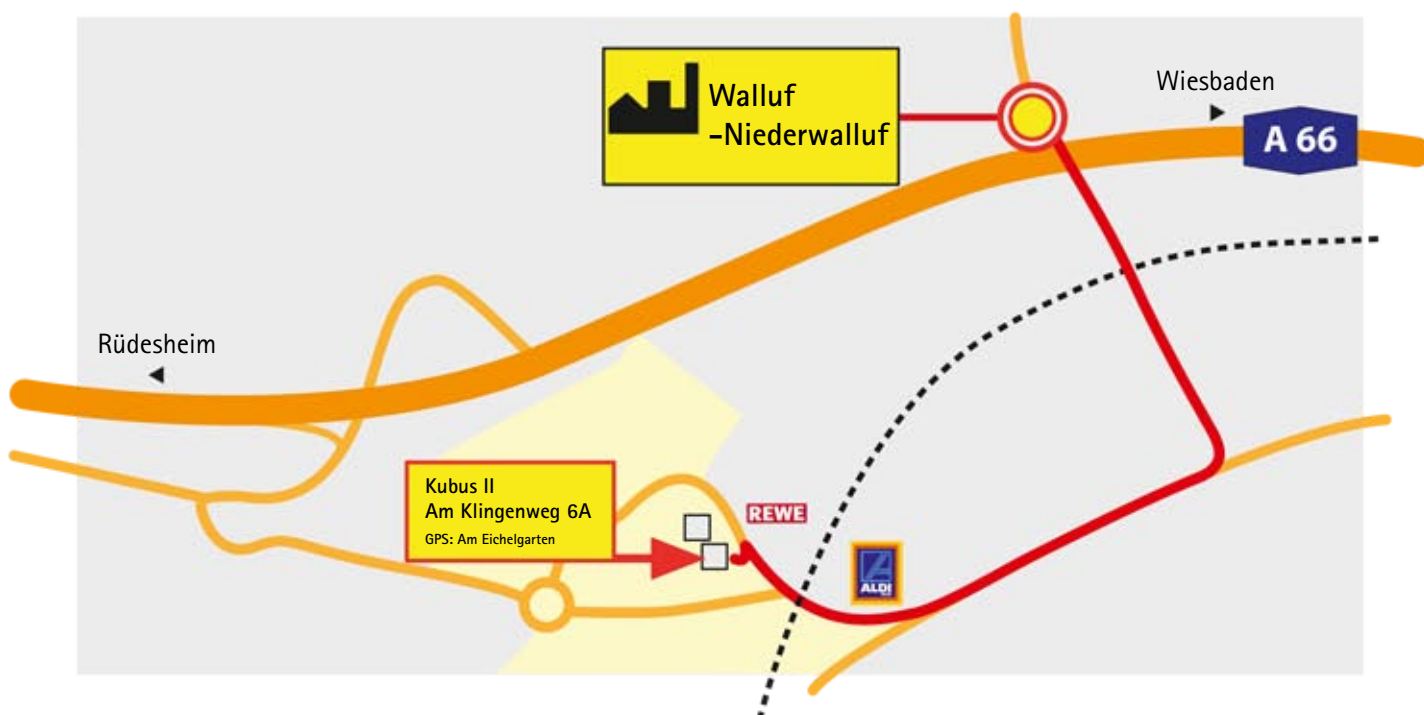 Walluf
-Niederwalluf
Wiesbaden
A 66
Rüdesheim
Kubus II
Am Klingenweg 6A
GPS: Am Eichelgarten
REWE
ALDI